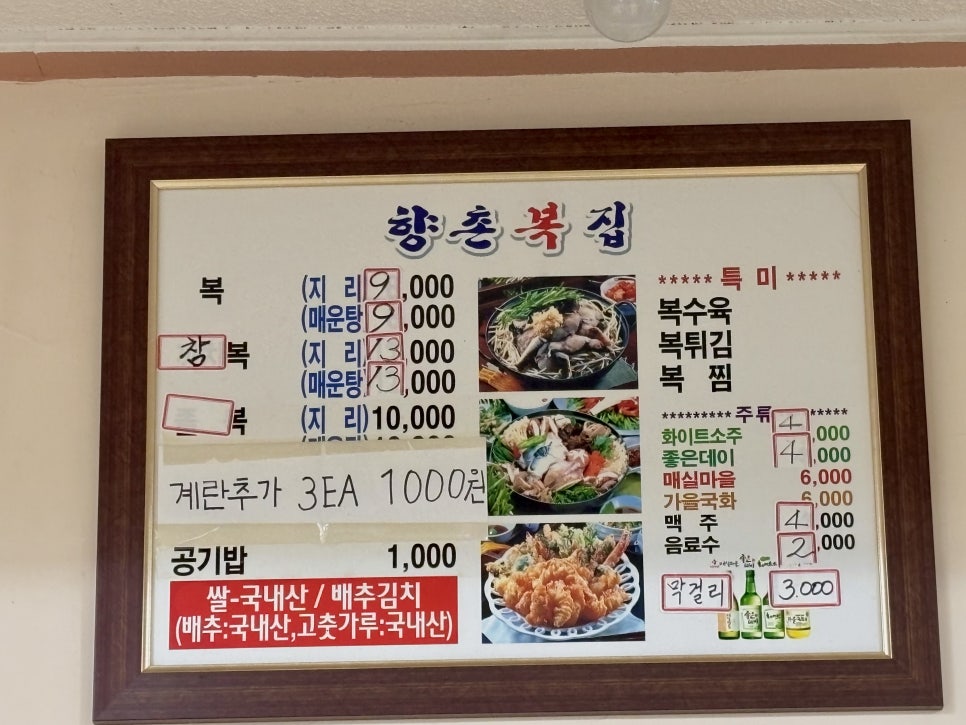 향촌복집
복 (지 리 9,000
(매운탕 9,000
참복 (지 리 13,000
(매운탕 13,000
복 (지 리) 10,000
계란추가 3EA 1000원
공기밥 1,000
쌀-국내산 / 배추김치
(배추:국내산,고춧가루:국내산)
***** 특 미 *****
복수육
복튀김
복 찜
********* 주류 *****
화이트소주 4,000
좋은데이 4,000
매실마을 6,000
가을국화 6,000
맥 주 4,000
음료수 2,000
막걸리 3.000